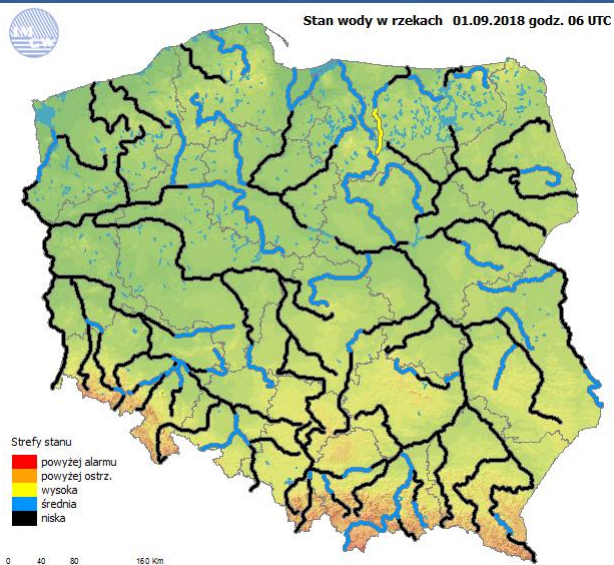 Stan wody w rzekach 01.09.2018 godz. 06 UTC
Strefy stanu
powyżej alarmu
powyżej ostrz.
wysoka
średnia
niska
0 40 80 160 Km